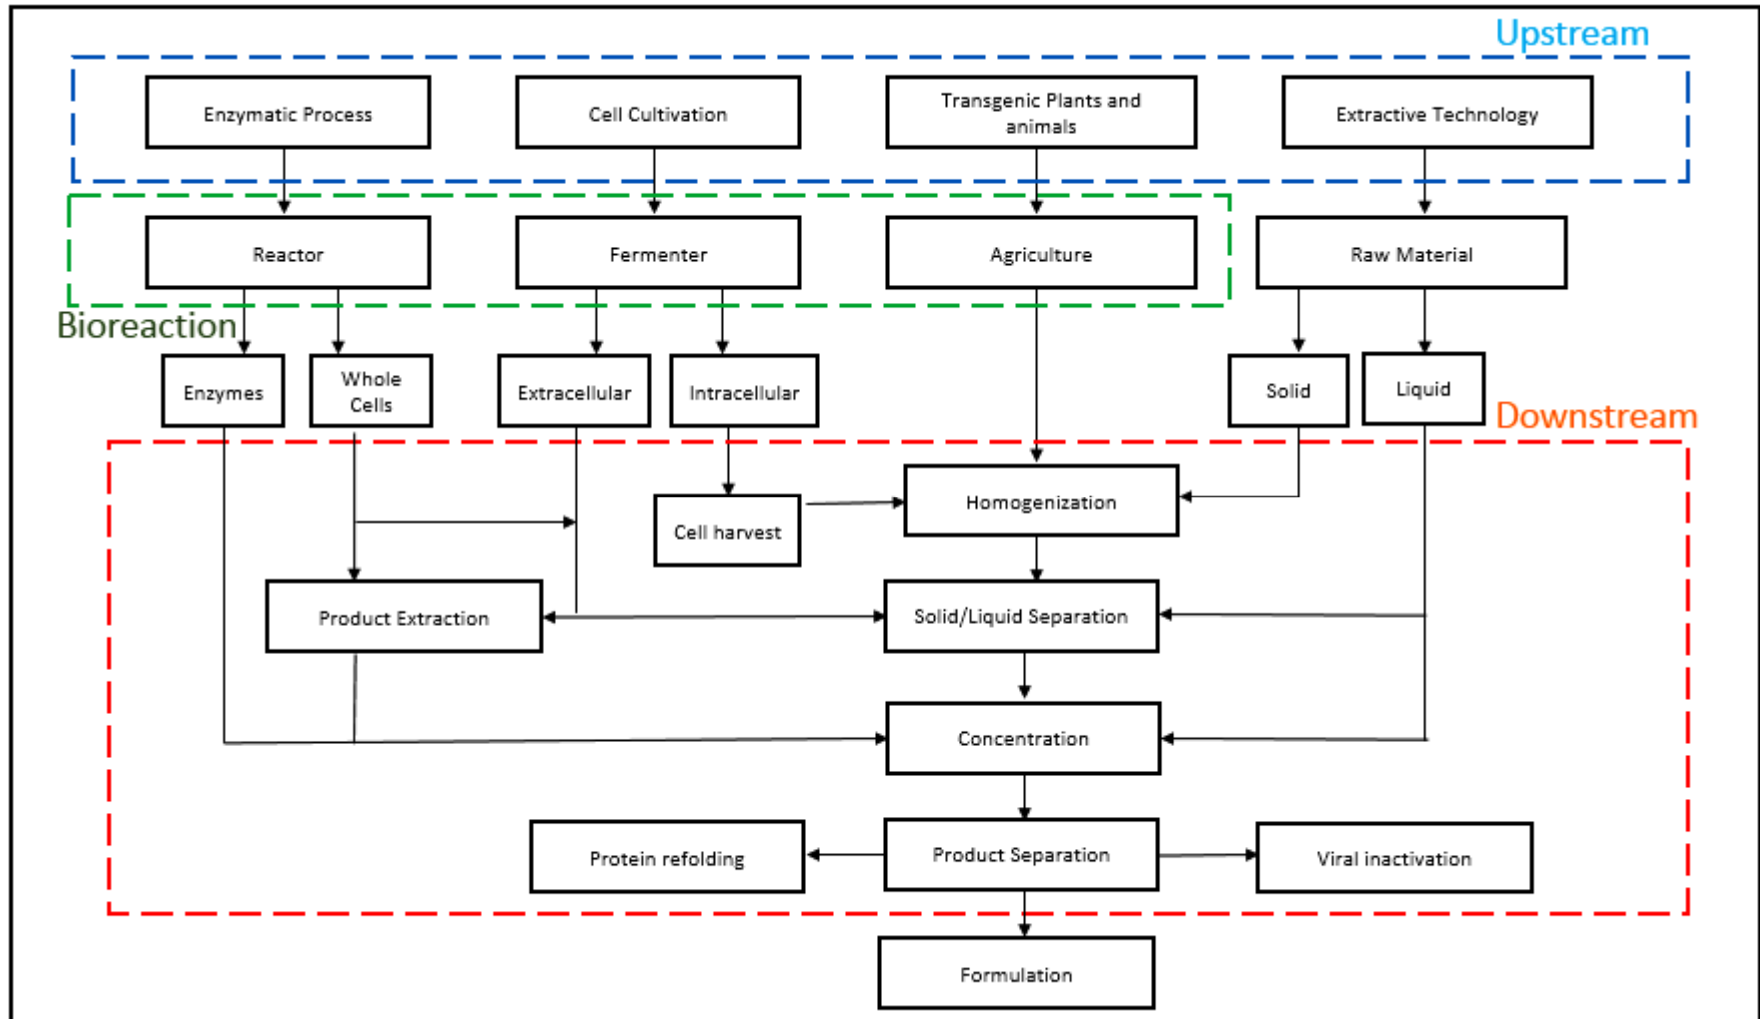 Upstream
Enzymatic Process
Cell Cultivation
Transgenic Plants and
animals
Extractive Technology
Reactor
Fermenter
Agriculture
Raw Material
Bioreaction
Enzymes
Whole
Cells
Extracellular
Intracellular
Solid
Liquid
Downstream
Homogenization
Cell harvest
Product Extraction
Solid/Liquid Separation
Concentration
Protein refolding
Product Separation
Viral inactivation
Formulation